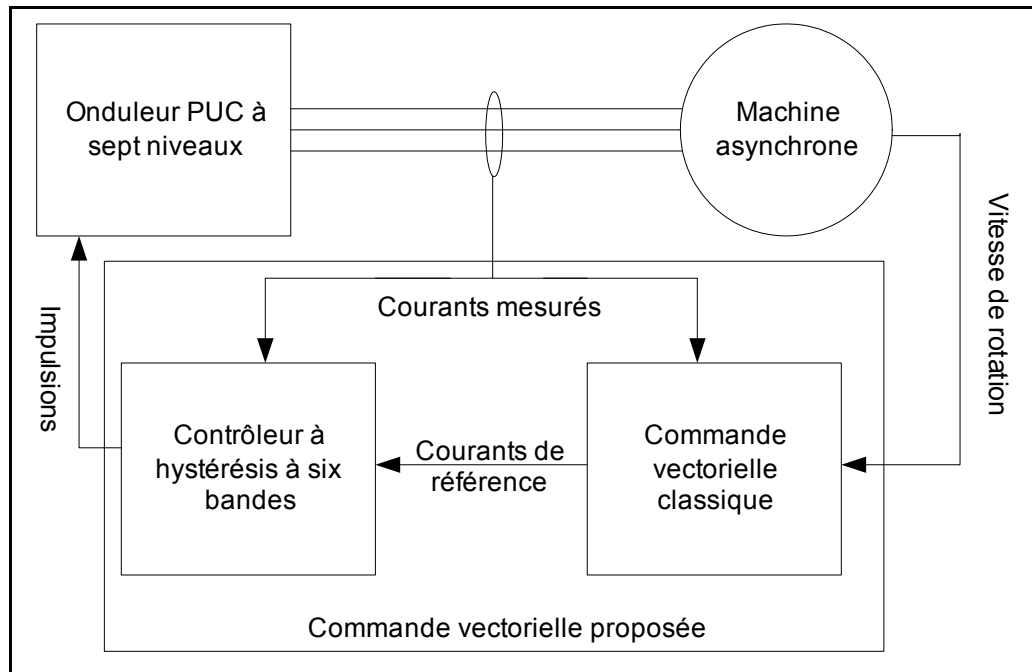 Onduleur PUC à
sept niveaux
Machine
asynchrone
Vitesse de rotation
Impulsions
Courants mesurés
Contrôleur à
hystérésis à six
bandes
Courants de
référence
Commande
vectorielle
classique
Commande vectorielle proposée